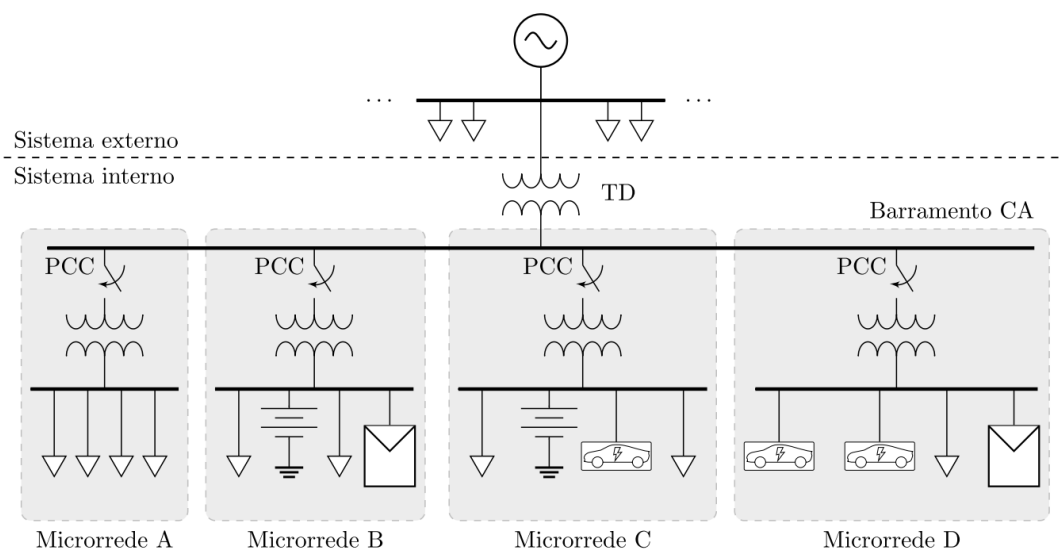 ... ...
Sistema externo
Sistema interno
TD
Barramento CA
PCC PCC PCC PCC
Microrrede A Microrrede B Microrrede C Microrrede D